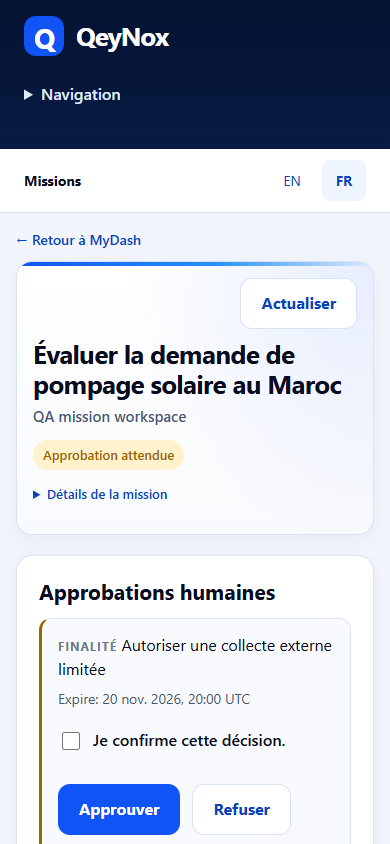 Q QeyNox
▶ Navigation
Missions EN FR
← Retour à MyDash
Actualiser
Évaluer la demande de
pompage solaire au Maroc
QA mission workspace
Approbation attendue
▶ Détails de la mission
Approbations humaines
FINALITÉ Autoriser une collecte externe
limitée
Expire: 20 nov. 2026, 20:00 UTC
Je confirme cette décision.
Approuver Refuser